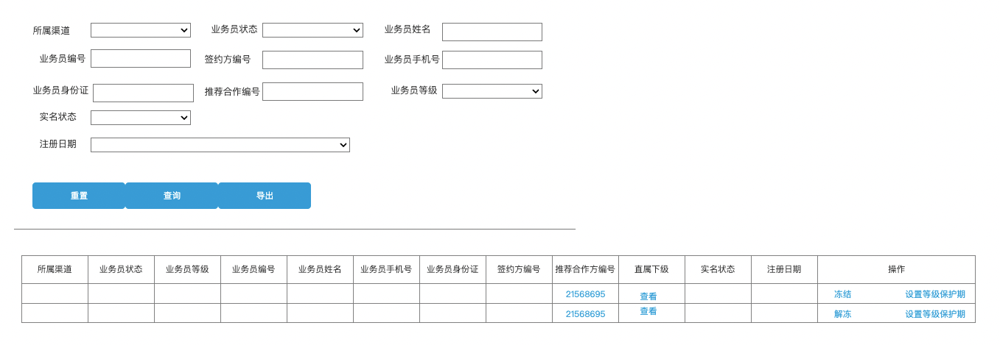 所属渠道 业务员状态 业务员姓名
业务员编号 签约方编号 业务员手机号
业务员身份证 推荐合作编号 业务员等级
实名状态
注册日期
重置 查询 导出
所属渠道 业务员状态 业务员等级 业务员编号 业务员姓名 业务员手机号 业务员身份证 签约方编号 推荐合作方编号 直属下级 实名状态 注册日期 操作
21568695 查看 冻结 设置等级保护期
21568695 查看 解冻 设置等级保护期